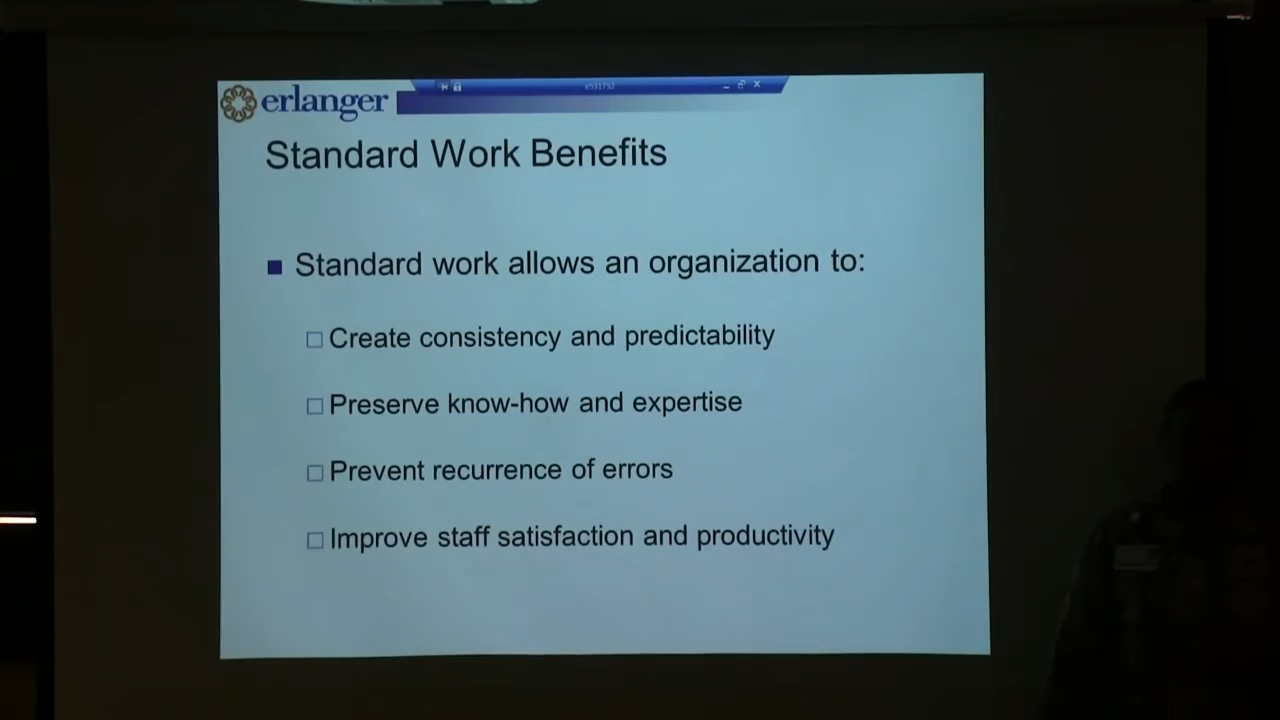 erlanger
e531752
Standard Work Benefits
Standard work allows an organization to:
Create consistency and predictability
Preserve know-how and expertise
Prevent recurrence of errors
Improve staff satisfaction and productivity